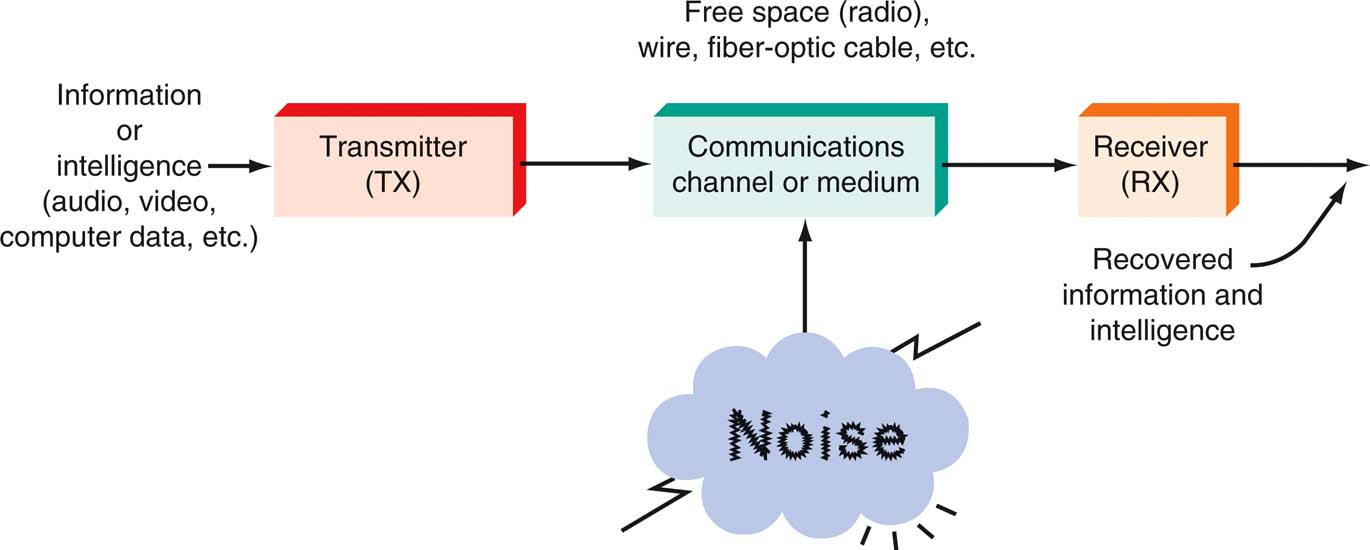 Free space (radio),
wire, fiber-optic cable, etc.
Information
or
intelligence
(audio, video,
computer data, etc.)
Transmitter
(TX)
Communications
channel or medium
Receiver
(RX)
Recovered
information and
intelligence
Noise